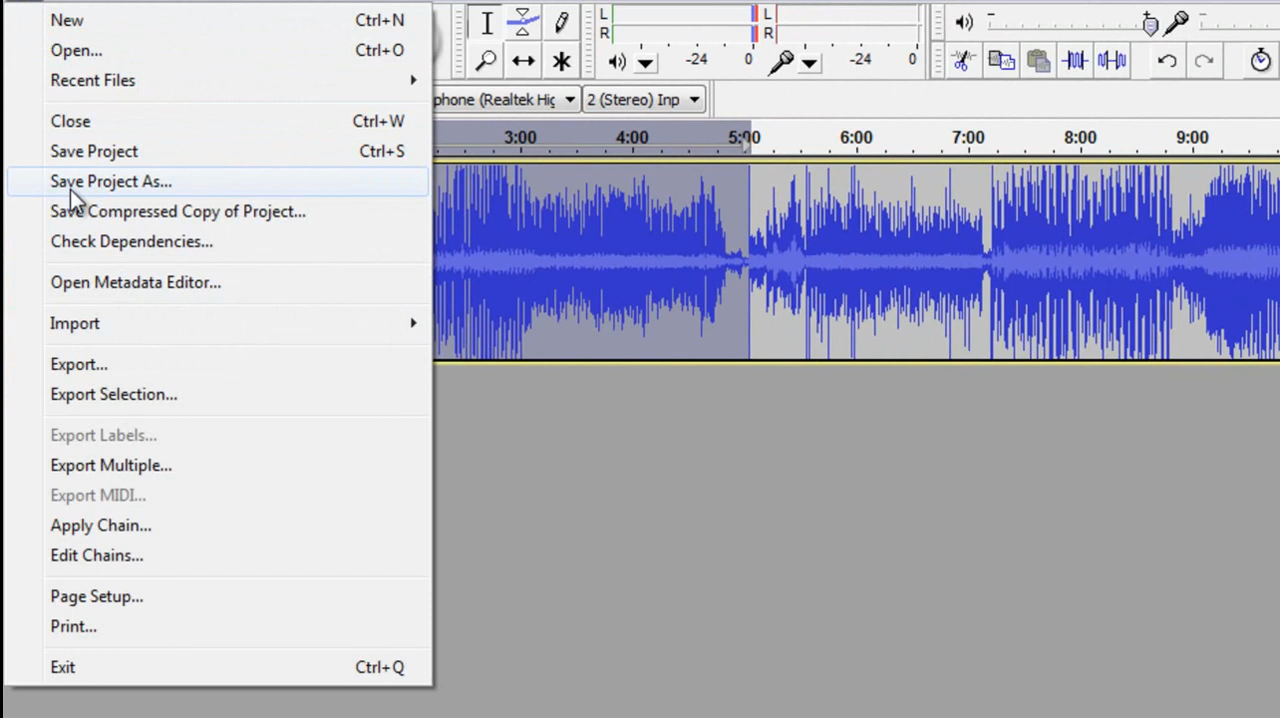 New Ctrl+N
Open... Ctrl+O
Recent Files
Close Ctrl+W
Save Project Ctrl+S
Save Project As...
Save Compressed Copy of Project...
Check Dependencies...
Open Metadata Editor...
Import
Export...
Export Selection...
Export Labels...
Export Multiple...
Export MIDI...
Apply Chain...
Edit Chains...
Page Setup...
Print...
Exit Ctrl+Q
L L
R R
-24 0 -24 0
phone (Realtek Hig 2 (Stereo) Inp
3:00 4:00 5:00 6:00 7:00 8:00 9:00